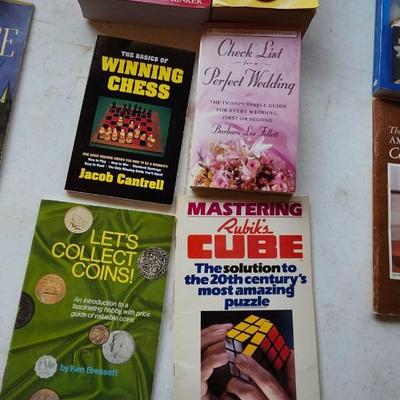 THE BASICS OF
WINNING
CHESS
Jacob Cantrell
Check List
for a
Perfect Wedding
THE INDISPENSABLE GUIDE
FOR EVERY WEDDING,
FIRST OR SECOND
Barbara Lee Follett
LET'S
COLLECT
COINS!
An introduction to a
fascinating hobby, with price
guide of valuable coins
by Ken Bressett
MASTERING
Rubik's
CUBE
The solution to
the 20th century's
most amazing
puzzle